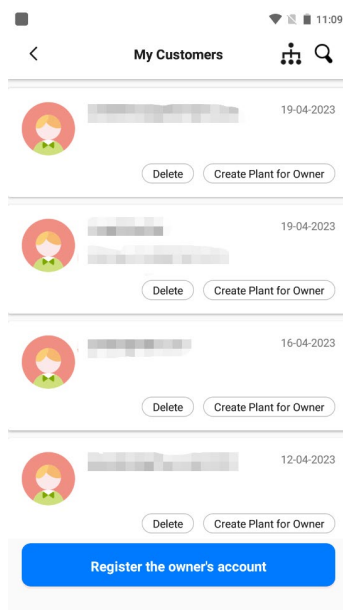 11:09
My Customers
19-04-2023
Delete Create Plant for Owner
19-04-2023
Delete Create Plant for Owner
16-04-2023
Delete Create Plant for Owner
12-04-2023
Delete Create Plant for Owner
Register the owner's account